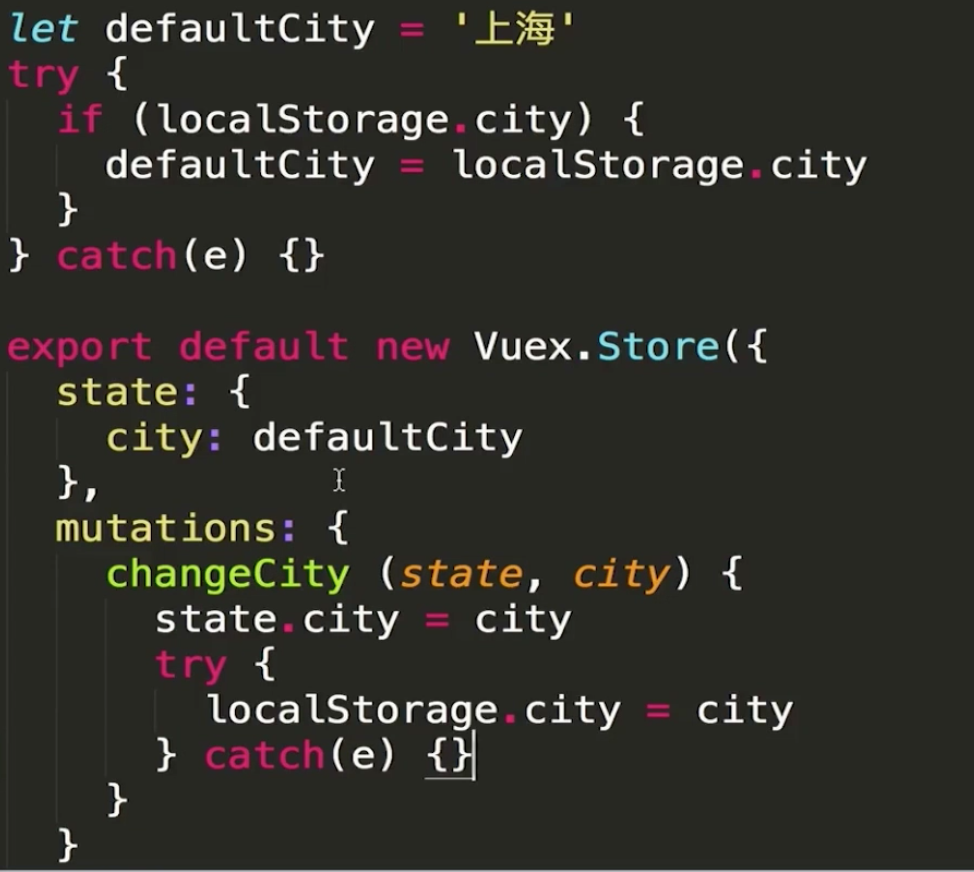 let defaultCity = '上海'
try {
  if (localStorage.city) {
    defaultCity = localStorage.city
  }
} catch(e) {}

export default new Vuex.Store({
  state: {
    city: defaultCity
  },
  mutations: {
    changeCity (state, city) {
      state.city = city
      try {
        localStorage.city = city
      } catch(e) {}
    }
  }